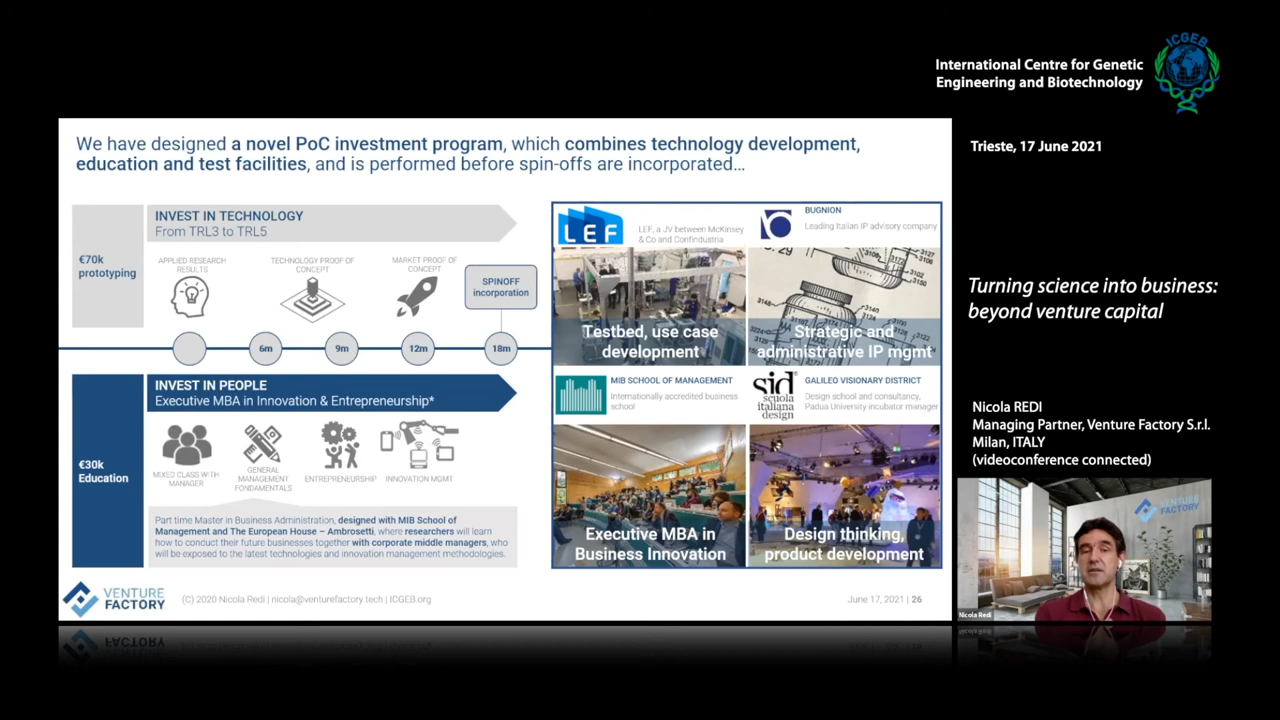 International Centre for Genetic
Engineering and Biotechnology
ICGEB
Trieste, 17 June 2021
We have designed a novel PoC investment program, which combines technology development,
education and test facilities, and is performed before spin-offs are incorporated...
€70k
prototyping
INVEST IN TECHNOLOGY
From TRL3 to TRL5
APPLIED RESEARCH
RESULTS
TECHNOLOGY PROOF OF
CONCEPT
MARKET PROOF OF
CONCEPT
SPINOFF
incorporation
6m
9m
12m
18m
€30k
Education
INVEST IN PEOPLE
Executive MBA in Innovation & Entrepreneurship*
MIXED CLASS WITH
MANAGER
GENERAL
MANAGEMENT
FONDAMENTALS
ENTREPRENEURSHIP
INNOVATION MGMT
Part time Master in Business Administration, designed with MIB School of
Management and The European House – Ambrosetti, where researchers will learn
how to conduct their future businesses together with corporate middle managers, who
will be exposed to the latest technologies and innovation management methodologies.
LEF
LEF, a JV between McKinsey
& Co and Confindustria
Testbed, use case
development
BUGNION
Leading Italian IP advisory company
3127
3106
3152
3150
3102
3148
Strategic and
administrative IP mgmt
MIB SCHOOL OF MANAGEMENT
Internationally accredited business
school
Executive MBA in
Business Innovation
sid
scuola
italiana
design
GALILEO VISIONARY DISTRICT
Design school and consultancy,
Padua University incubator manager
Design thinking,
product development
VENTURE
FACTORY
(C) 2020 Nicola Redi | nicola@venturefactory.tech | ICGEB.org
June 17, 2021 | 26
Turning science into business:
beyond venture capital
Nicola REDI
Managing Partner, Venture Factory S.r.l.
Milan, ITALY
(videoconference connected)
VENTURE
FACTORY
Nicola Redi